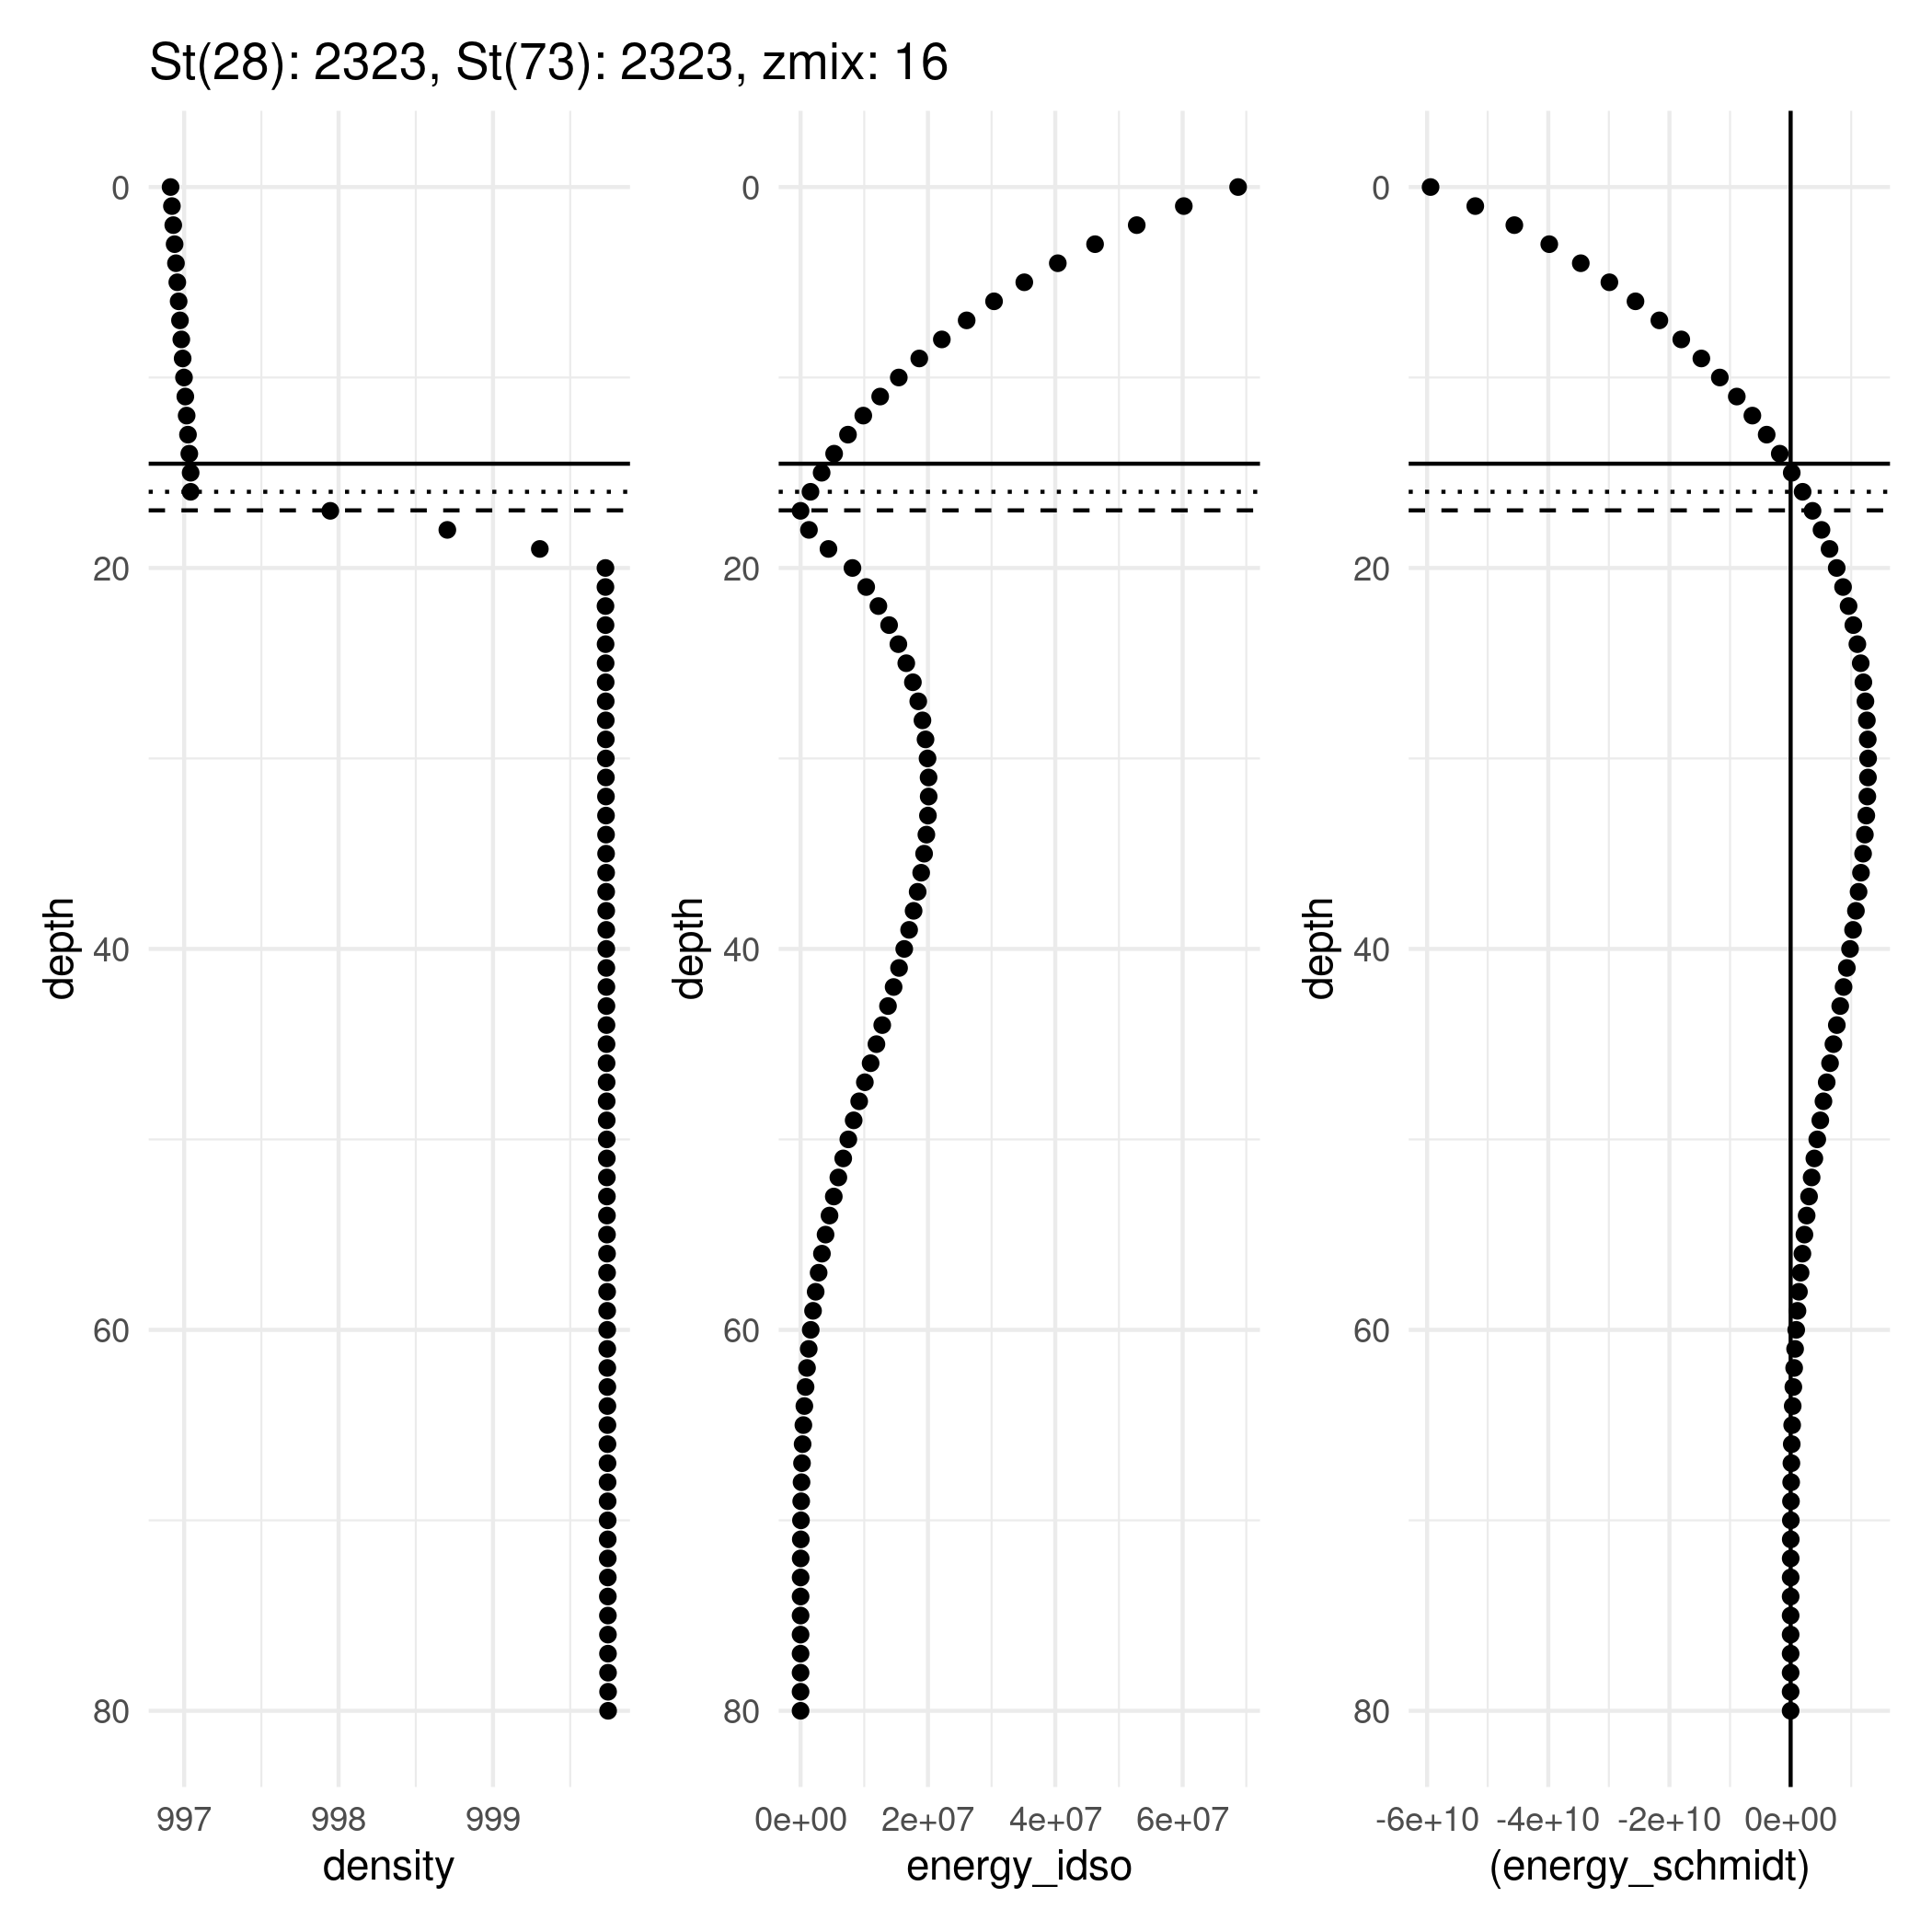 St(28): 2323, St(73): 2323, zmix: 16
0
20
40
60
80
depth
997 998 999
density
0
20
40
60
80
depth
0e+00 2e+07 4e+07 6e+07
energy_idso
0
20
40
60
80
depth
-6e+10 -4e+10 -2e+10 0e+00
(energy_schmidt)